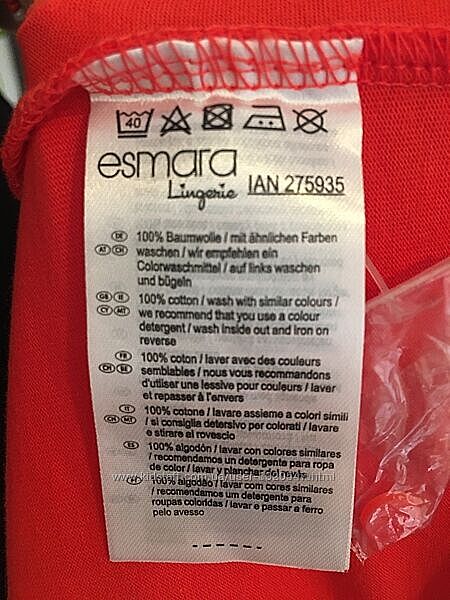 40
esmara
Lingerie IAN 275935
DE 100% Baumwolle / mit ähnlichen Farben
AT CH waschen / wir empfehlen ein
Colorwaschmittel / auf links waschen
und bügeln
GB IE 100% cotton / wash with similar colours /
CY MT we recommend that you use a colour
detergent / wash inside out and iron on
reverse
FR 100% coton / laver avec des couleurs
CH BE semblables / nous vous recommandons
d'utiliser une lessive pour couleurs / laver
et repasser à l'envers
IT 100% cotone / lavare assieme a colori simili
CH MT / si consiglia detersivo per colorati / lavare
e stirare al rovescio
ES 100% algodón / lavar con colores similares
/ recomendamos un detergente para ropa
de color / lavar y planchar del revés
PT 100% algodão / lavar com cores similares
/ recomendamos um detergente para
roupas coloridas / lavar e passar a ferro
pelo avesso